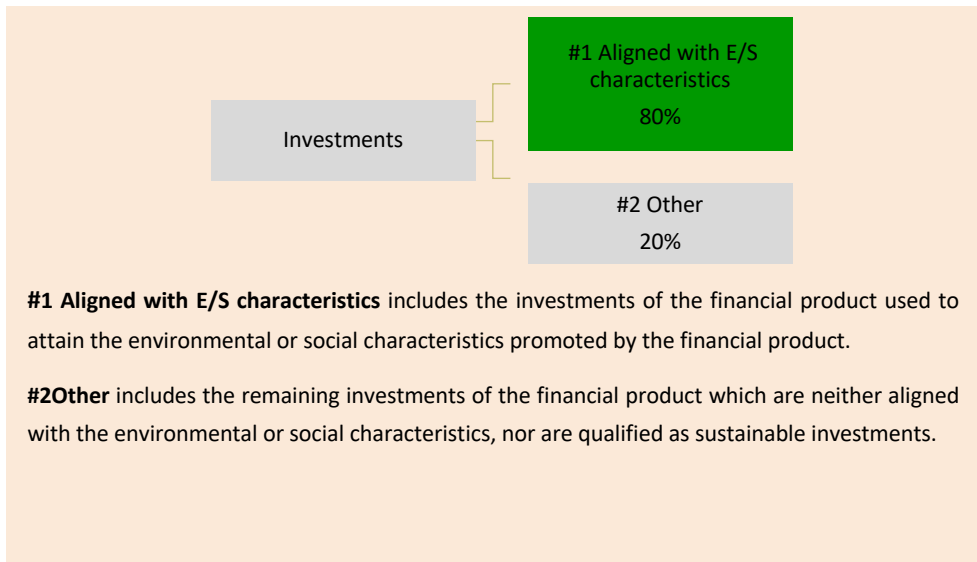 #1 Aligned with E/S
characteristics
80%
Investments
#2 Other
20%
#1 Aligned with E/S characteristics includes the investments of the financial product used to
attain the environmental or social characteristics promoted by the financial product.
#2Other includes the remaining investments of the financial product which are neither aligned
with the environmental or social characteristics, nor are qualified as sustainable investments.